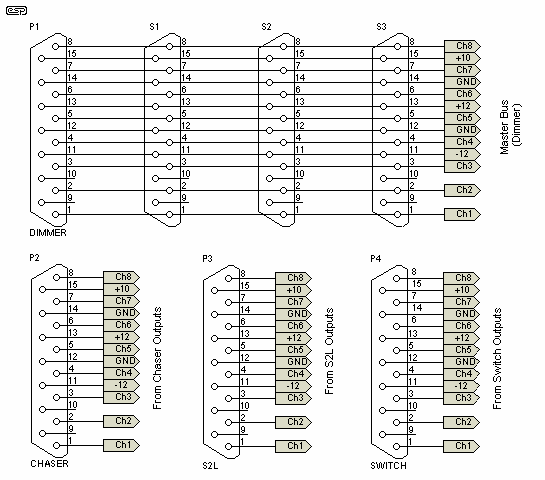 esp
P1 S1 S2 S3
8 8 8 8 Ch8
15 15 15 15 +10
7 7 7 7 Ch7
14 14 14 14 GND
6 6 6 6 Ch6
13 13 13 13 +12
5 5 5 5 Ch5
12 12 12 12 GND
4 4 4 4 Ch4
11 11 11 11 -12
3 3 3 3 Ch3
10 10 10 10
2 2 2 2 Ch2
9 9 9 9
1 1 1 1 Ch1
DIMMER
Master Bus
(Dimmer)
P2
8 Ch8
15 +10
7 Ch7
14 GND
6 Ch6
13 +12
5 Ch5
12 GND
4 Ch4
11 -12
3 Ch3
10
2 Ch2
9
1 Ch1
CHASER
From Chaser Outputs
P3
8 Ch8
15 +10
7 Ch7
14 GND
6 Ch6
13 +12
5 Ch5
12 GND
4 Ch4
11 -12
3 Ch3
10
2 Ch2
9
1 Ch1
S2L
From S2L Outputs
P4
8 Ch8
15 +10
7 Ch7
14 GND
6 Ch6
13 +12
5 Ch5
12 GND
4 Ch4
11 -12
3 Ch3
10
2 Ch2
9
1 Ch1
SWITCH
From Switch Outputs